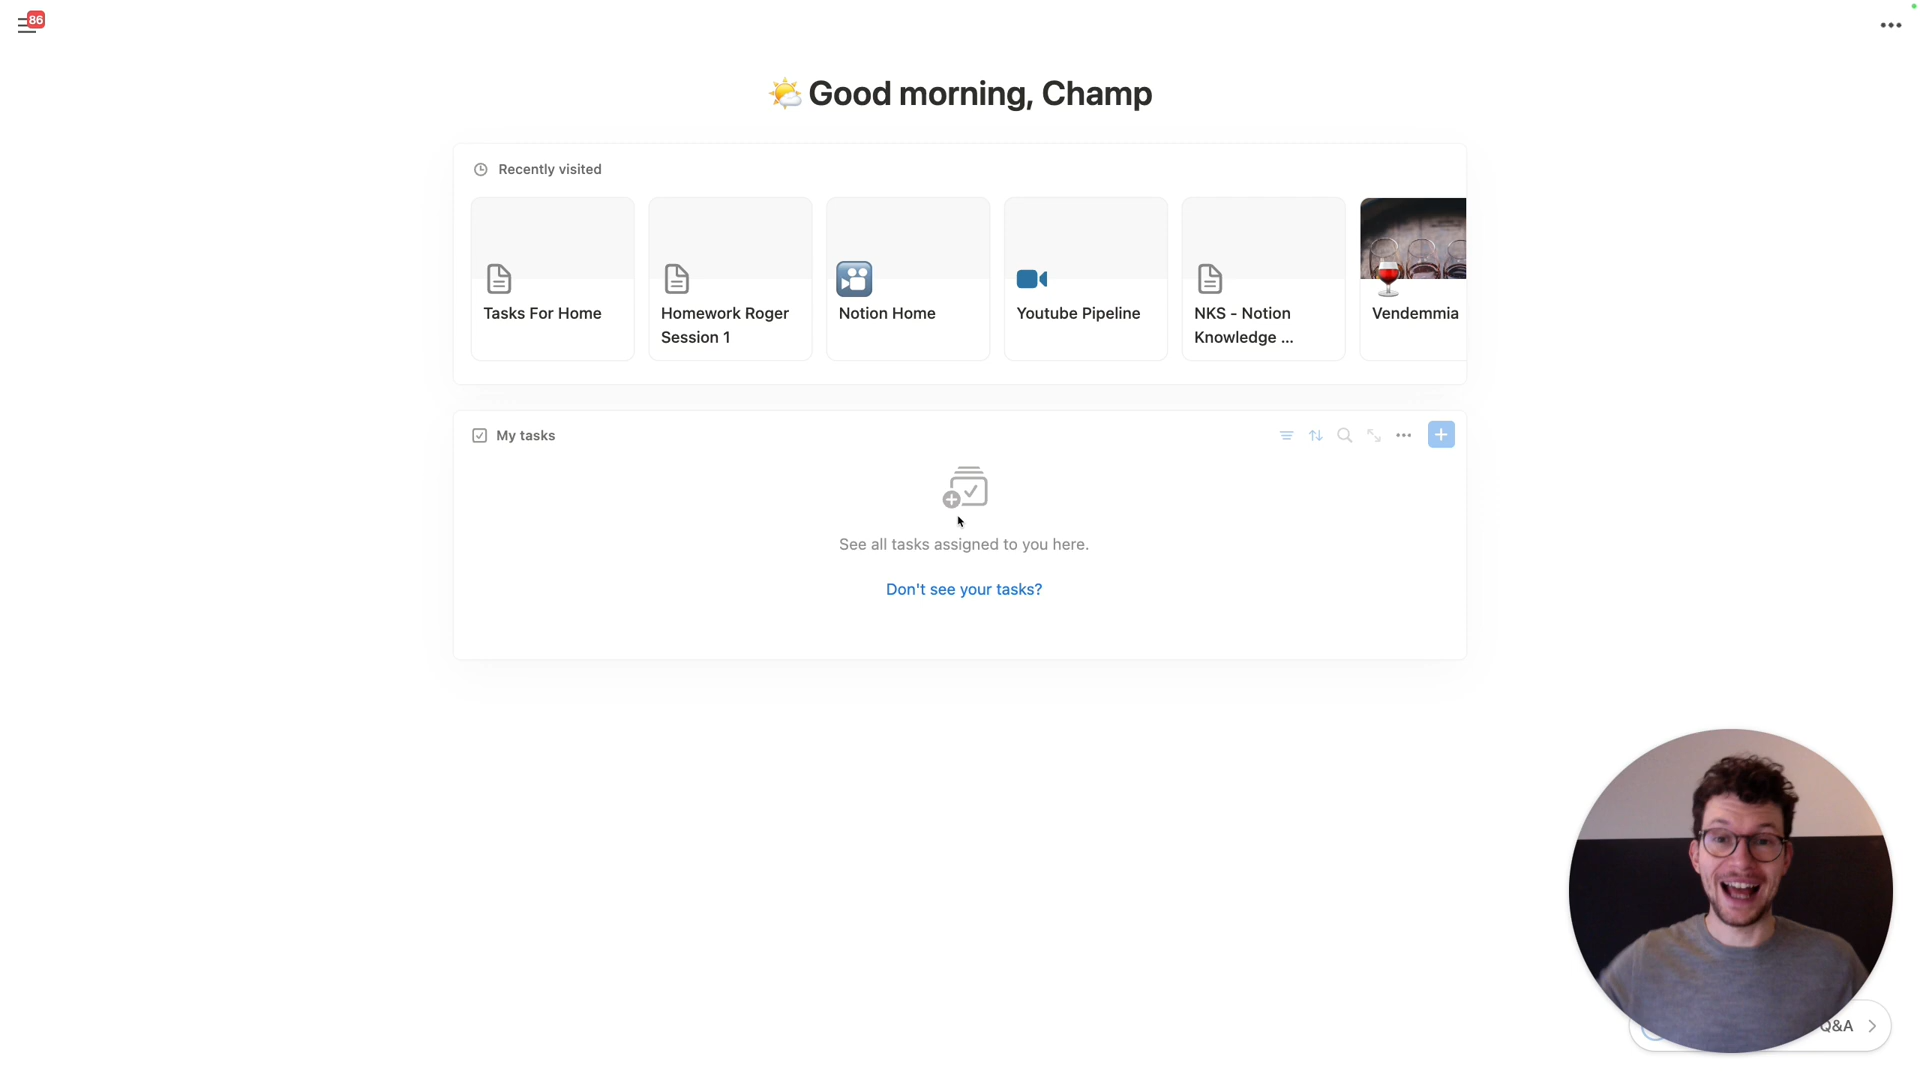 86
Good morning, Champ
Recently visited
Tasks For Home
Homework Roger
Session 1
Notion Home
Youtube Pipeline
NKS - Notion
Knowledge ...
Vendemmia
My tasks
See all tasks assigned to you here.
Don't see your tasks?
Q&A